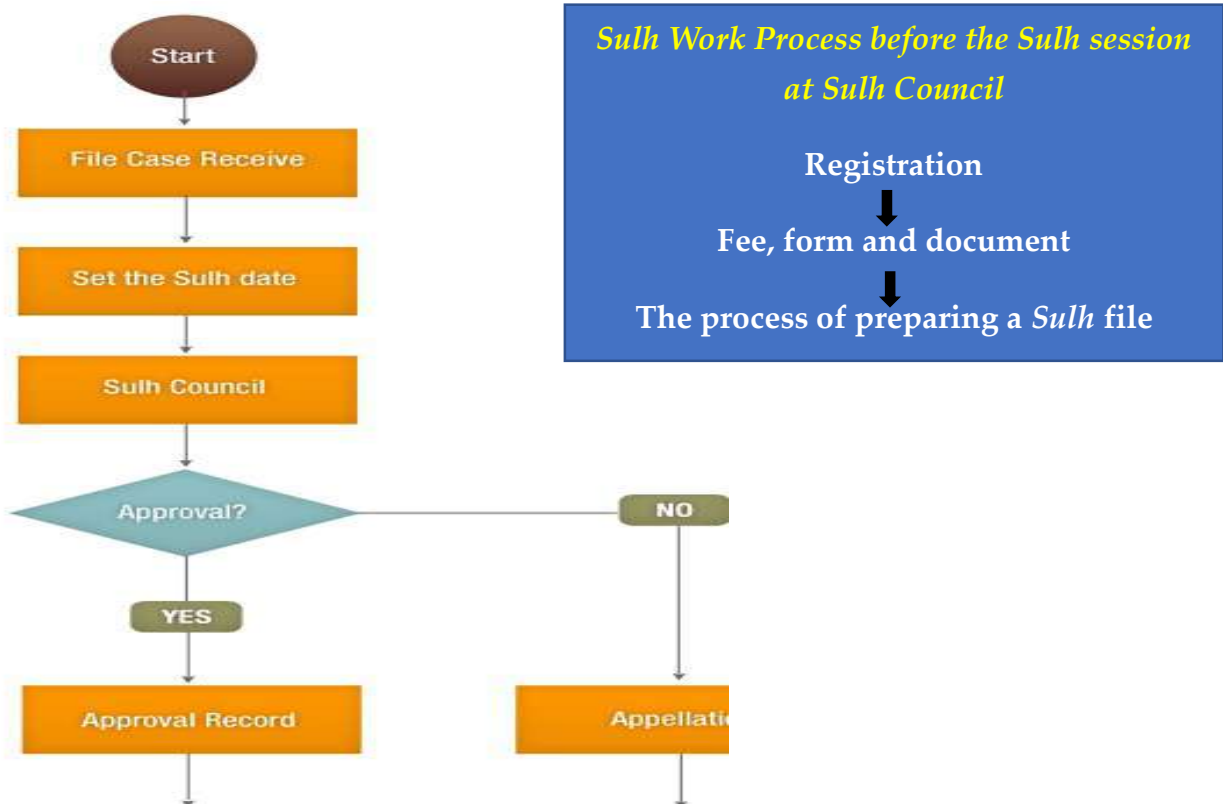 Start
File Case Receive
Set the Sulh date
Sulh Council
Approval?
NO
YES
Approval Record
Sulh Work Process before the Sulh session
at Sulh Council
Registration
Fee, form and document
The process of preparing a Sulh file